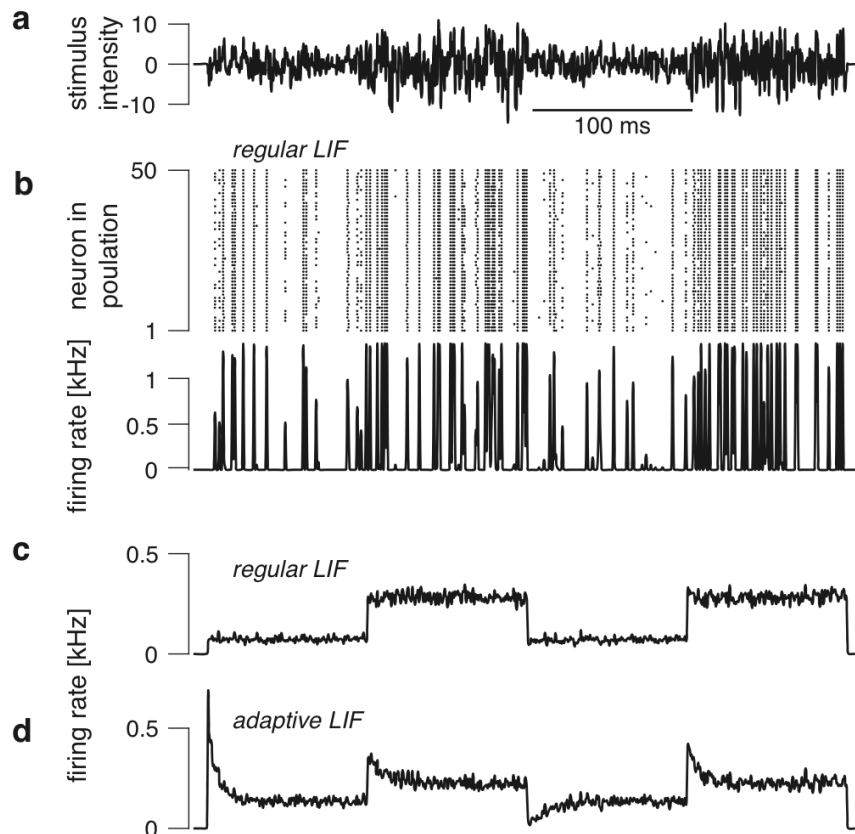 a
stimulus
intensity
10
0
-10
100 ms
regular LIF
b
neuron in
poulation
50
1
firing rate [kHz]
1
0.5
0
c
0.5
0
regular LIF
firing rate [kHz]
d
0.5
0
adaptive LIF